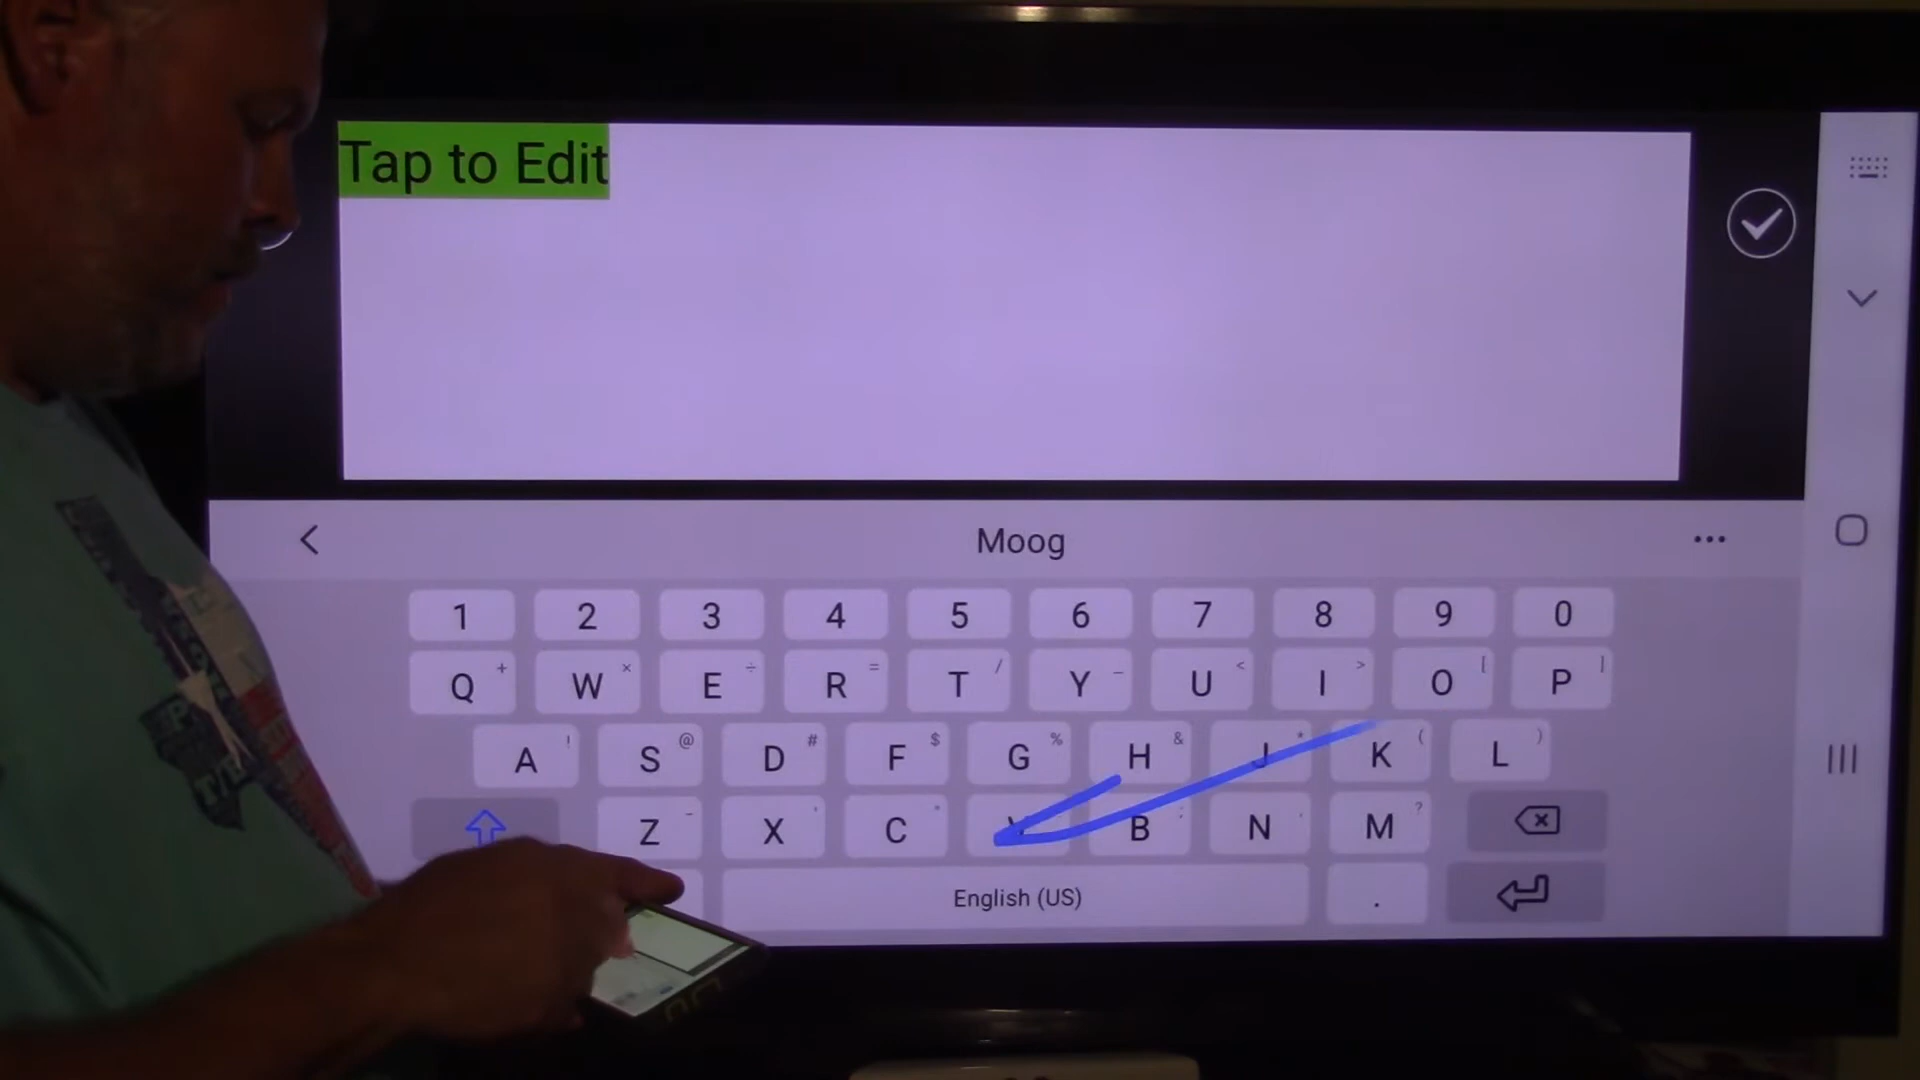 Tap to Edit
Moog
1 2 3 4 5 6 7 8 9 0
Q + W × E ÷ R = T / Y _ U < I > O [ P ]
A ! S @ D # F $ G % H & J * K ( L )
Z - X ' C " V B : N , M ?
English (US) .